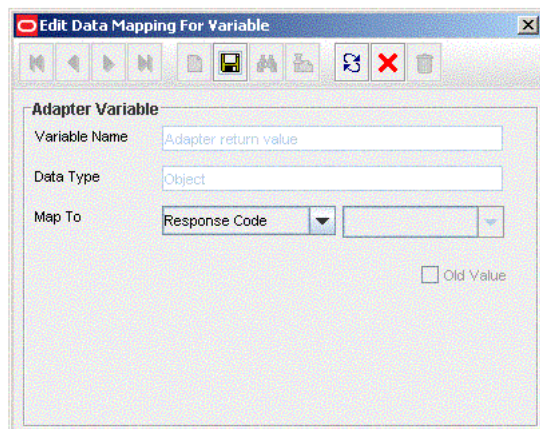 Edit Data Mapping For Variable
Adapter Variable
Variable Name Adapter return value
Data Type Object
Map To Response Code
Old Value